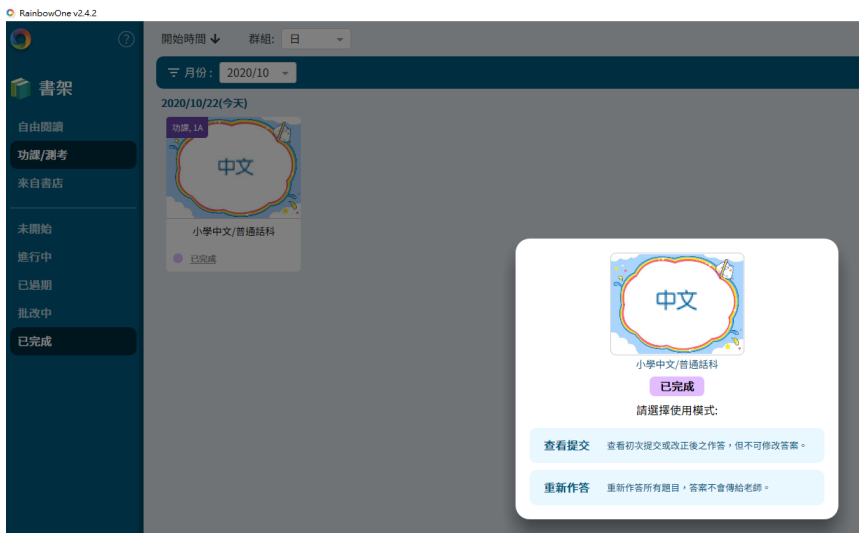 RainbowOne v2.4.2
?
開始時間 ↓ 群組: 日
月份 : 2020/10
書架
2020/10/22(今天)
自由閱讀
功課/測考
來自書店
未開始
進行中
已過期
批改中
已完成
功課, 1A
中文
小學中文/普通話科
已完成
中文
小學中文/普通話科
已完成
請選擇使用模式:
查看提交 查看初次提交或改正後之作答，但不可修改答案。
重新作答 重新作答所有題目，答案不會傳給老師。